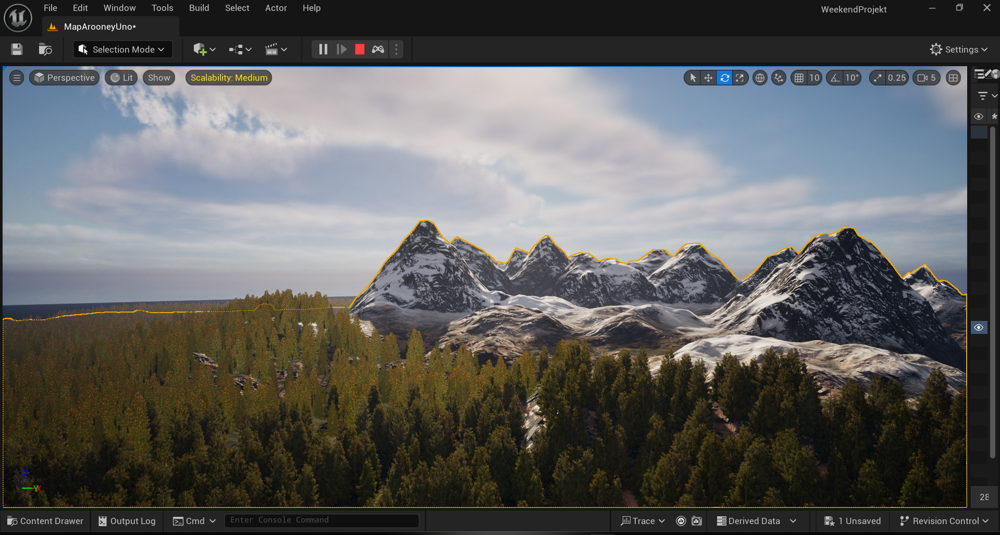 File Edit Window Tools Build Select Actor Help
WeekendProjekt
MapArooneyUno*
Selection Mode
Settings
Perspective Lit Show Scalability: Medium
10 10° 0.25 5
Z
Y X
28
Content Drawer Output Log Cmd Enter Console Command Trace Derived Data 1 Unsaved Revision Control